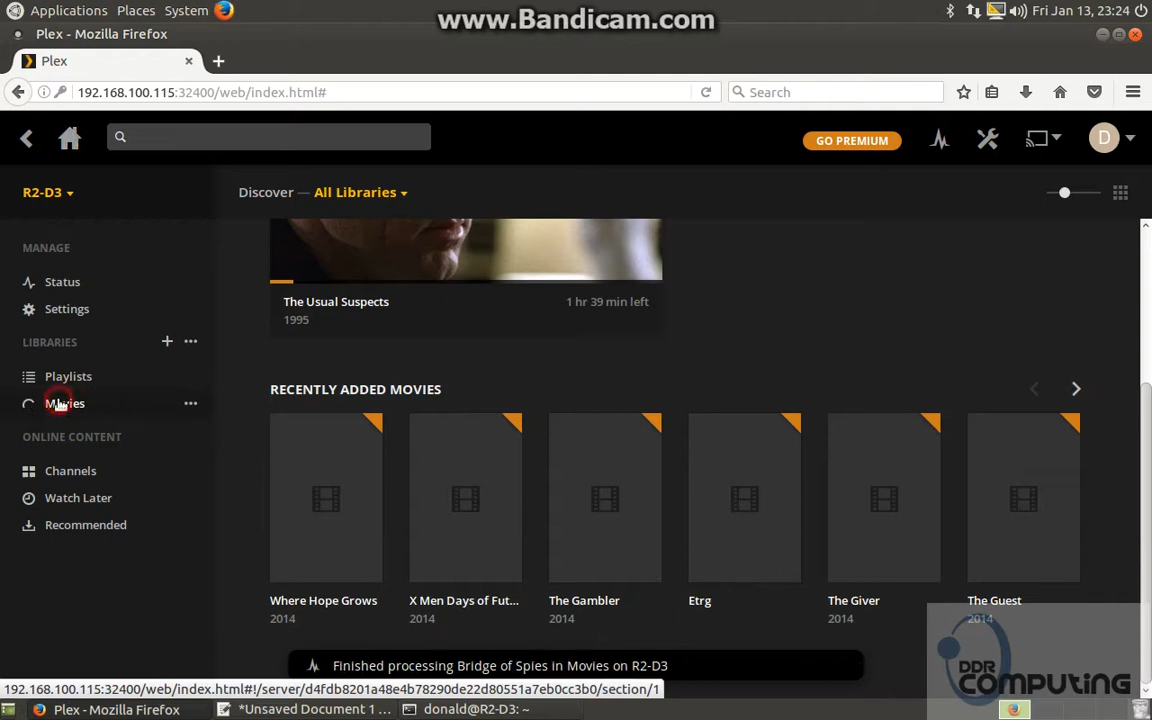 Applications Places System
www.Bandicam.com
Fri Jan 13, 23:24
Plex - Mozilla Firefox
Plex
192.168.100.115:32400/web/index.html#
Search
GO PREMIUM
D
R2-D3
Discover — All Libraries
MANAGE
Status
Settings
LIBRARIES
Playlists
Movies
ONLINE CONTENT
Channels
Watch Later
Recommended
The Usual Suspects
1 hr 39 min left
1995
RECENTLY ADDED MOVIES
Where Hope Grows
2014
X Men Days of Fut...
2014
The Gambler
2014
Etrg
The Giver
2014
The Guest
2014
Finished processing Bridge of Spies in Movies on R2-D3
DDR
COMPUTING
192.168.100.115:32400/web/index.html#!/server/d4fdb8201a48e4b78290de22d80551a7eb0cc3b0/section/1
Plex - Mozilla Firefox
*Unsaved Document 1 ...
donald@R2-D3: ~